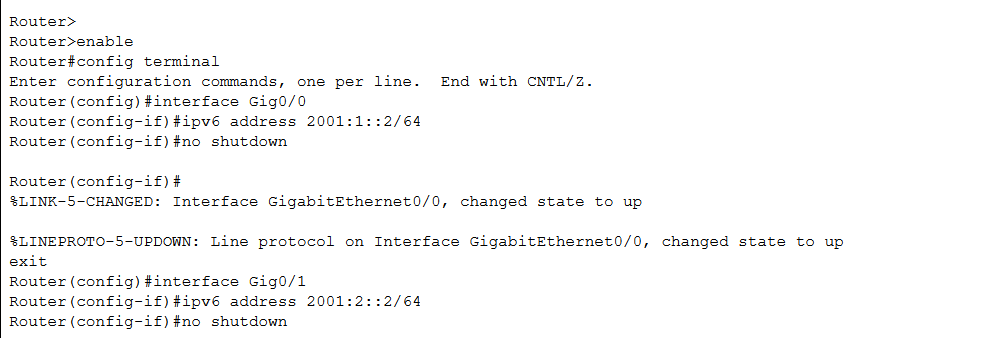 Router>
Router>enable
Router#config terminal
Enter configuration commands, one per line.  End with CNTL/Z.
Router(config)#interface Gig0/0
Router(config-if)#ipv6 address 2001:1::2/64
Router(config-if)#no shutdown
Router(config-if)#
%LINK-5-CHANGED: Interface GigabitEthernet0/0, changed state to up
%LINEPROTO-5-UPDOWN: Line protocol on Interface GigabitEthernet0/0, changed state to up
exit
Router(config)#interface Gig0/1
Router(config-if)#ipv6 address 2001:2::2/64
Router(config-if)#no shutdown